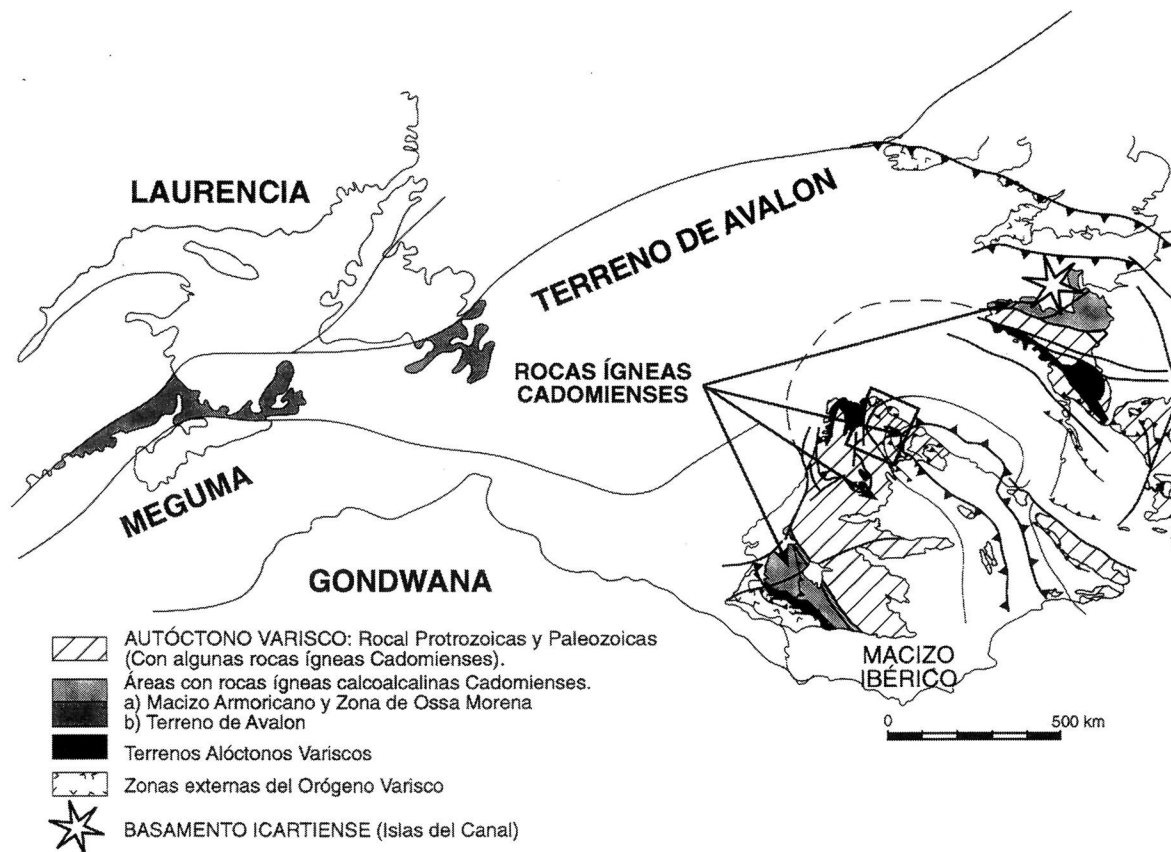 LAURENCIA
TERRENO DE AVALON
ROCAS ÍGNEAS
CADOMIENSES
MEGUMA
GONDWANA
MACIZO
IBÉRICO
0 500 km
AUTÓCTONO VARISCO: Rocal Protrozoicas y Paleozoicas
(Con algunas rocas ígneas Cadomienses).
Áreas con rocas ígneas calcoalcalinas Cadomienses.
a) Macizo Armoricano y Zona de Ossa Morena
b) Terreno de Avalon
Terrenos Alóctonos Variscos
Zonas externas del Orógeno Varisco
BASAMENTO ICARTIENSE (Islas del Canal)